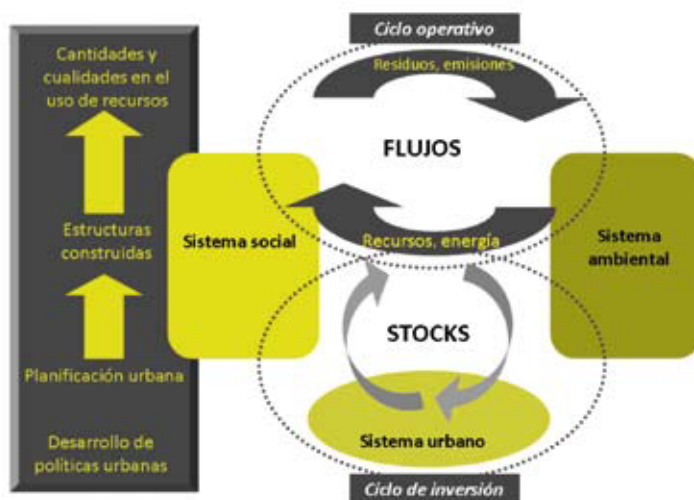 Cantidades y
cualidades en el
uso de recursos
Estructuras
construidas
Planificación urbana
Desarrollo de
políticas urbanas
Ciclo operativo
Residuos, emisiones
FLUJOS
Sistema social
Recursos, energía
Sistema
ambiental
STOCKS
Sistema urbano
Ciclo de inversión